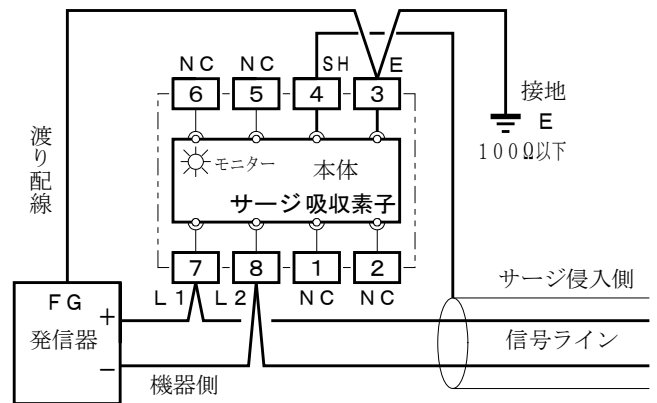 NC NC SH E
6 5 4 3
接地
E
100Ω以下
渡り配線
モニター 本体
サージ吸収素子
7 8 1 2
L1 L2 NC NC
サージ侵入側
FG
+
発信器
信号ライン
−
機器側